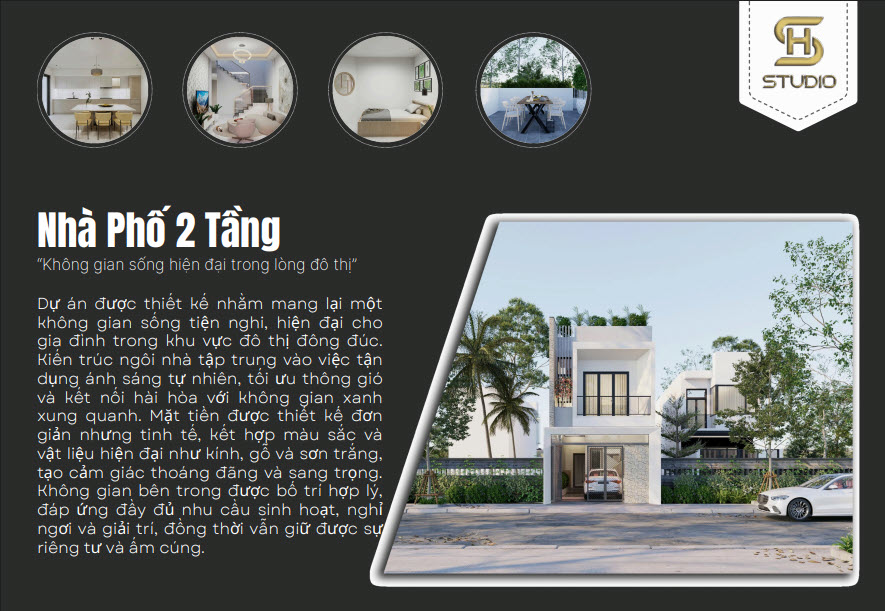 SH
STUDIO
Nhà Phố 2 Tầng
“Không gian sống hiện đại trong lòng đô thị”
Dự án được thiết kế nhằm mang lại một
không gian sống tiện nghi, hiện đại cho
gia đình trong khu vực đô thị đông đúc.
Kiến trúc ngôi nhà tập trung vào việc tận
dụng ánh sáng tự nhiên, tối ưu thông gió
và kết nối hài hòa với không gian xanh
xung quanh. Mặt tiền được thiết kế đơn
giản nhưng tinh tế, kết hợp màu sắc và
vật liệu hiện đại như kính, gỗ và sơn trắng,
tạo cảm giác thoáng đãng và sang trọng.
Không gian bên trong được bố trí hợp lý,
đáp ứng đầy đủ nhu cầu sinh hoạt, nghỉ
ngơi và giải trí, đồng thời vẫn giữ được sự
riêng tư và ấm cúng.